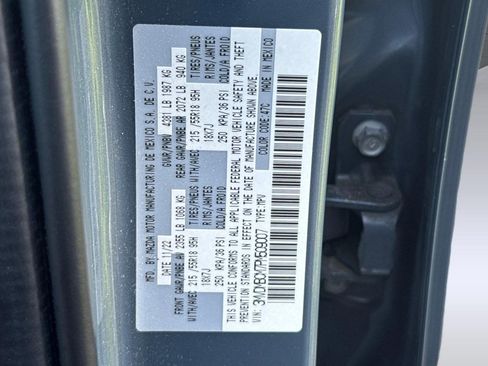 MFD. BY MAZDA MOTOR MANUFACTURING DE MEXICO S.A. DE C.V.
DATE 11/22 GVWR/PNBV 4381 LB 1987 KG
FRONT GAWR/PNBE AV 2355 LB 1068 KG REAR GAWR/PNBE AR 2072 LB 940 KG
WITH/AVEC 215/55R18 95H TIRES/PNEUS WITH/AVEC 215/55R18 95H TIRES/PNEUS
18X7J RIMS/JANTES 18X7J RIMS/JANTES
250 KPA/36 PSI COLD/A FROID 250 KPA/36 PSI COLD/A FROID
THIS VEHICLE CONFORMS TO ALL APPLICABLE FEDERAL MOTOR VEHICLE SAFETY AND THEFT
PREVENTION STANDARDS IN EFFECT ON THE DATE OF MANUFACTURE SHOWN ABOVE.
VIN: TYPE: MPV COLOR CODE: 47C MADE IN MEXICO